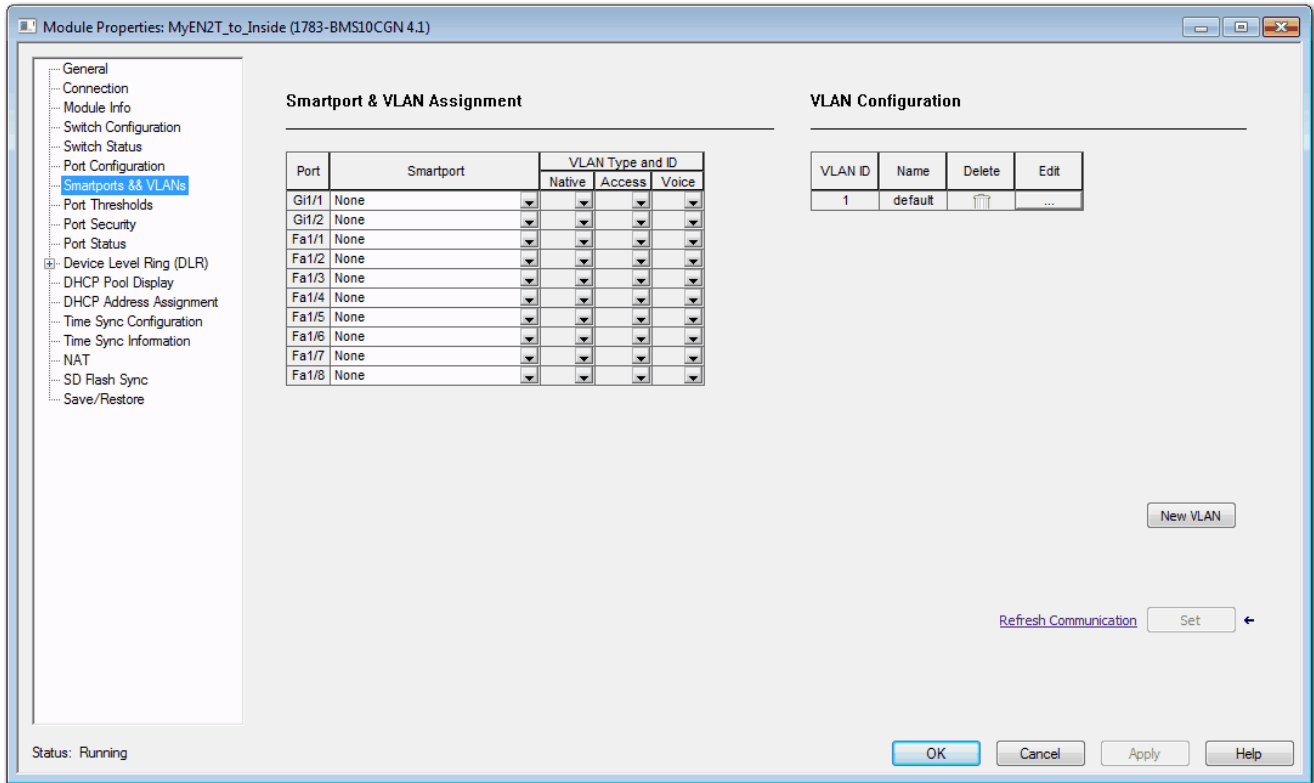 Module Properties: MyEN2T_to_Inside (1783-BMS10CGN 4.1)
General
Connection
Module Info
Switch Configuration
Switch Status
Port Configuration
Smartports && VLANs
Port Thresholds
Port Security
Port Status
Device Level Ring (DLR)
DHCP Pool Display
DHCP Address Assignment
Time Sync Configuration
Time Sync Information
NAT
SD Flash Sync
Save/Restore
Smartport & VLAN Assignment
Port Smartport VLAN Type and ID
Native Access Voice
Gi1/1 None
Gi1/2 None
Fa1/1 None
Fa1/2 None
Fa1/3 None
Fa1/4 None
Fa1/5 None
Fa1/6 None
Fa1/7 None
Fa1/8 None
VLAN Configuration
VLAN ID Name Delete Edit
1 default ...
New VLAN
Refresh Communication Set
Status: Running
OK Cancel Apply Help